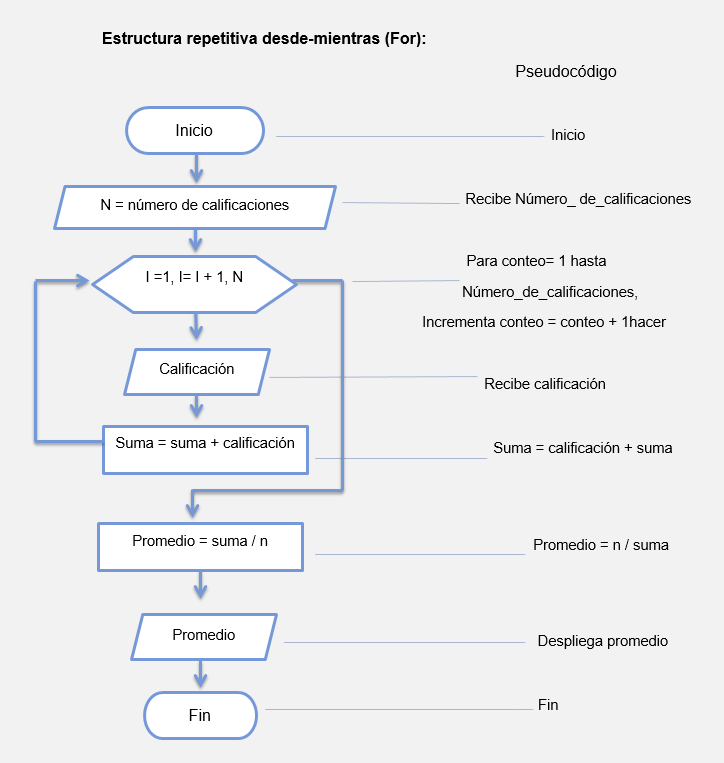 Estructura repetitiva desde-mientras (For):
Pseudocódigo
Inicio
Inicio
N = número de calificaciones
Recibe Número_ de_calificaciones
I =1, I= I + 1, N
Para conteo= 1 hasta
Número_de_calificaciones,
Incrementa conteo = conteo + 1hacer
Calificación
Recibe calificación
Suma = suma + calificación
Suma = calificación + suma
Promedio = suma / n
Promedio = n / suma
Promedio
Despliega promedio
Fin
Fin